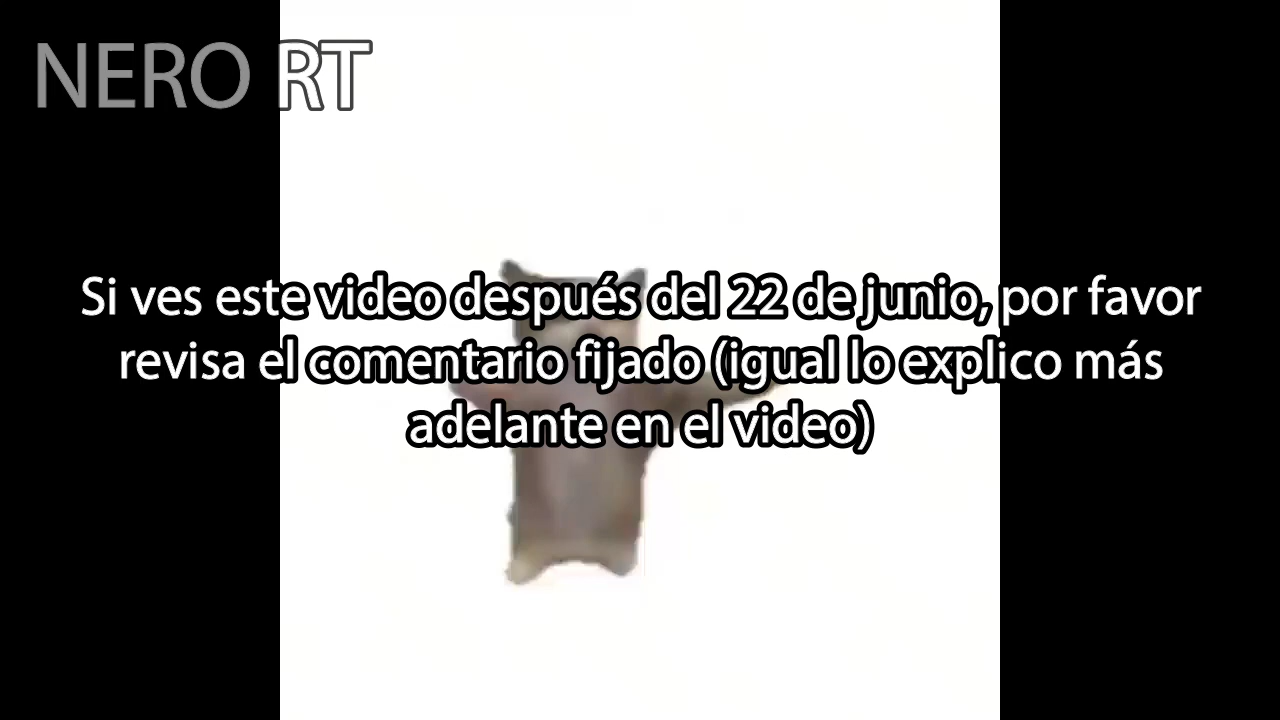 NERO RT
Si ves este video después del 22 de junio, por favor
revisa el comentario fijado (igual lo explico más
adelante en el video)